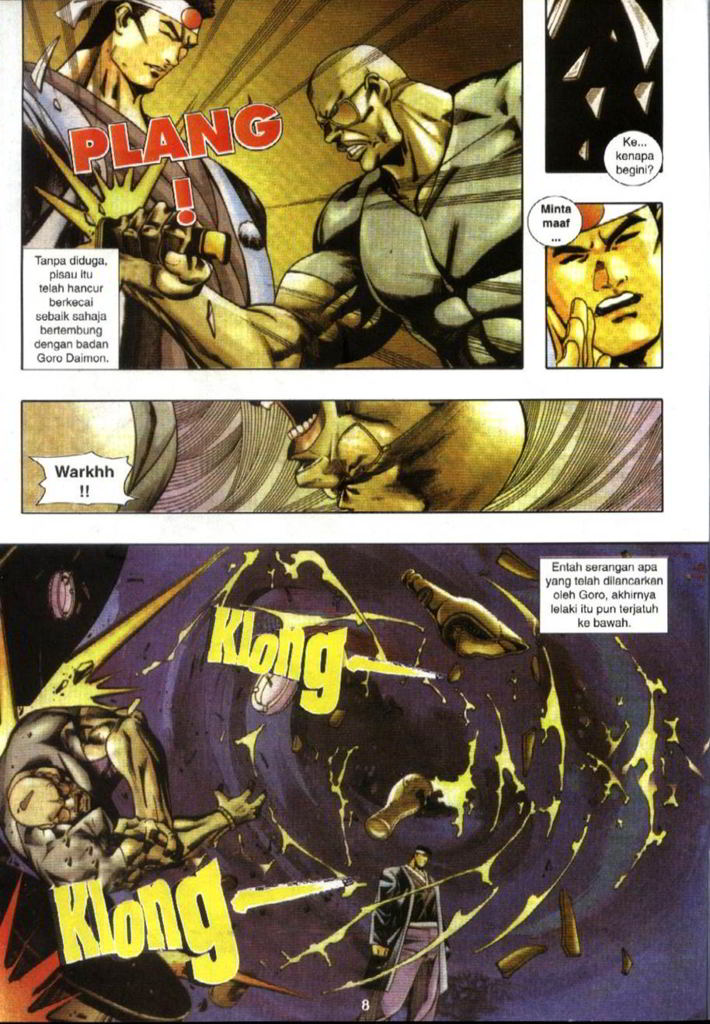 PLANG
!
Tanpa diduga,
pisau itu
telah hancur
berkecai
sebaik sahaja
bertembung
dengan badan
Goro Daimon.
Ke...
kenapa
begini?
Minta
maaf
...
Warkhh
!!
Entah serangan apa
yang telah dilancarkan
oleh Goro, akhirnya
lelaki itu pun terjatuh
ke bawah.
Klong
Klong
8